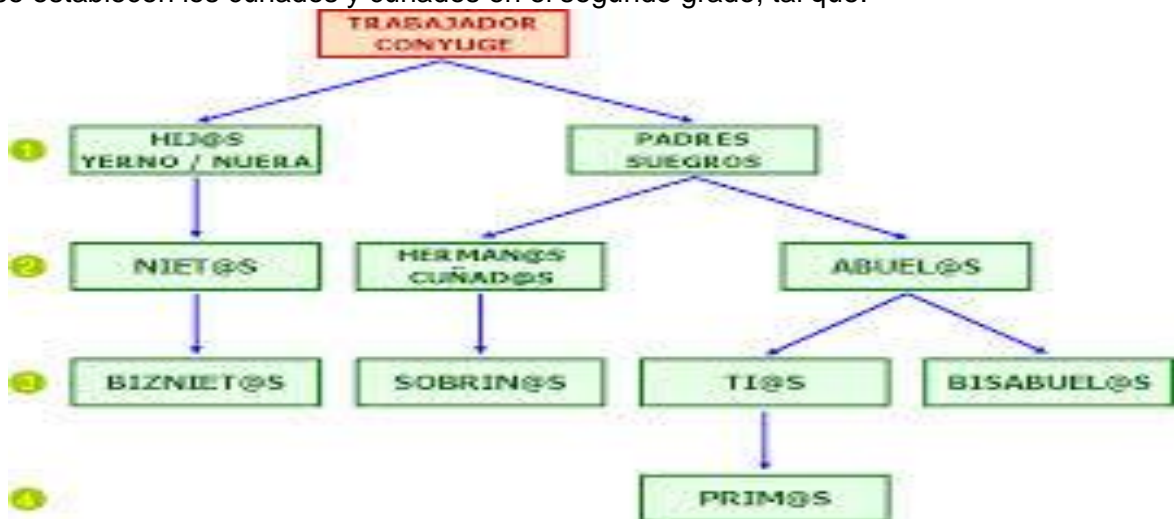 se establecen los cuñados y cuñadas en el segundo grado, tal que:
TRABAJADOR
CONYUGE
1
HIJ@S
YERNO / NUERA
PADRES
SUEGROS
2
NIET@S
HERMAN@S
CUÑAD@S
ABUEL@S
3
BIZNIET@S
SOBRIN@S
TI@S
BISABUEL@S
4
PRIM@S